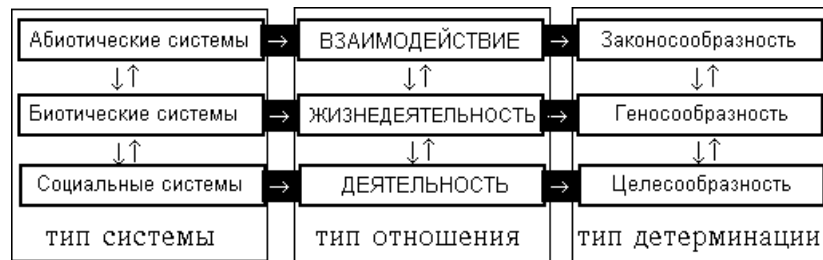 Абиотические системы → ВЗАИМОДЕЙСТВИЕ → Законосообразность
↓↑ ↓↑ ↓↑
Биотические системы → ЖИЗНЕДЕЯТЕЛЬНОСТЬ → Геносообразность
↓↑ ↓↑ ↓↑
Социальные системы → ДЕЯТЕЛЬНОСТЬ → Целесообразность
тип системы тип отношения тип детерминации